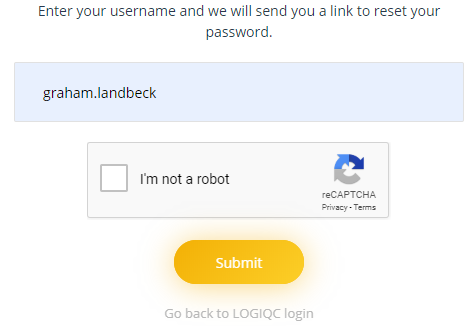 Enter your username and we will send you a link to reset your
password.
graham.landbeck
I'm not a robot
reCAPTCHA
Privacy - Terms
Submit
Go back to LOGIQC login